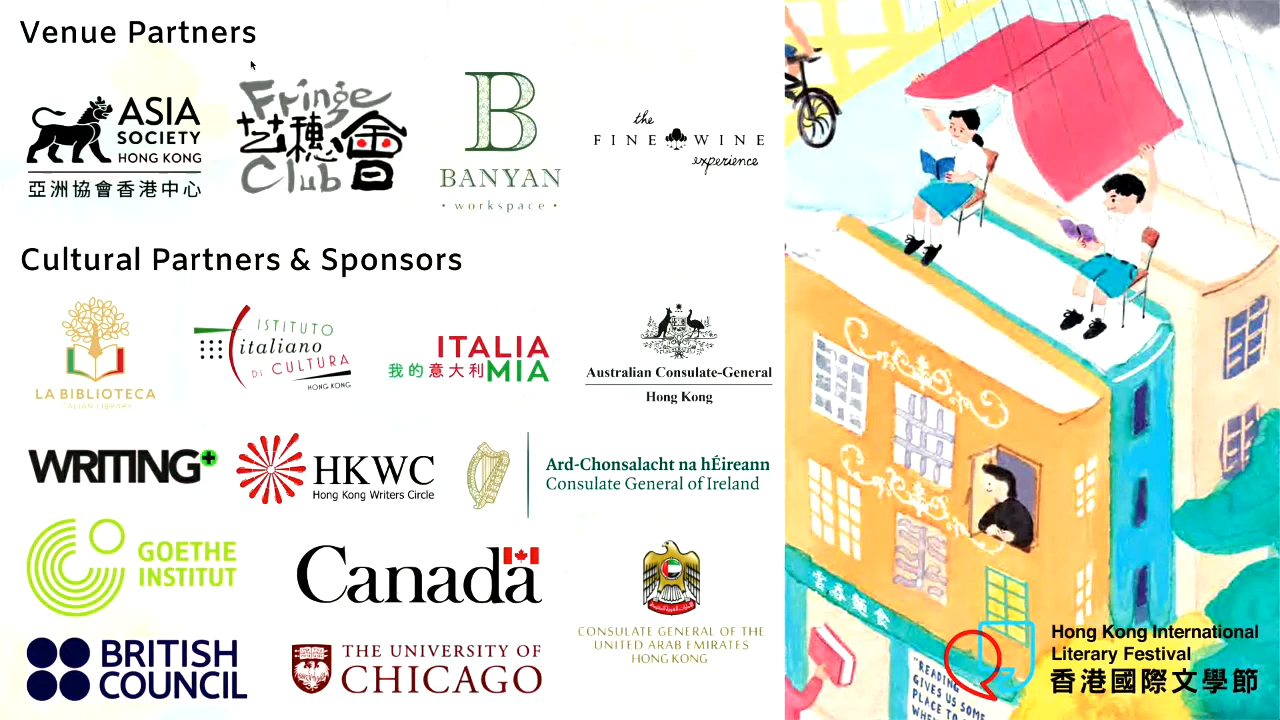 Venue Partners
ASIA
SOCIETY
HONG KONG
亞洲協會香港中心
Fringe
艺穗會
Club
B
BANYAN
• workspace •
the
FINE WINE
experience
Cultural Partners & Sponsors
LA BIBLIOTECA
ITALIAN LIBRARY
ISTITUTO
italiano
DI CULTURA
HONG KONG
ITALIA
我的意大利MIA
Australian Consulate-General
Hong Kong
WRITING+
HKWC
Hong Kong Writers Circle
Ard-Chonsalacht na hÉireann
Consulate General of Ireland
GOETHE
INSTITUT
Canada
CONSULATE GENERAL OF THE
UNITED ARAB EMIRATES
HONG KONG
BRITISH
COUNCIL
THE UNIVERSITY OF
CHICAGO
"READING
GIVES US SOME
PLACE TO
Hong Kong International
Literary Festival
香港國際文學節